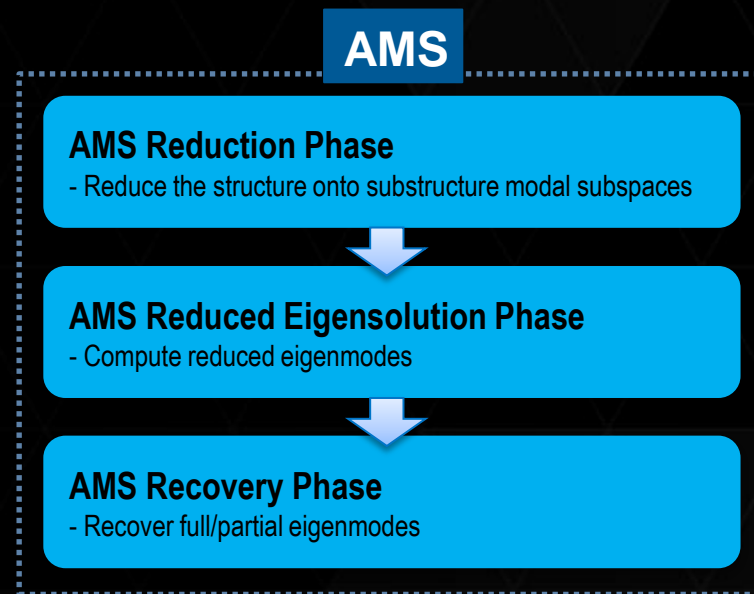 AMS
AMS Reduction Phase
- Reduce the structure onto substructure modal subspaces
AMS Reduced Eigensolution Phase
- Compute reduced eigenmodes
AMS Recovery Phase
- Recover full/partial eigenmodes